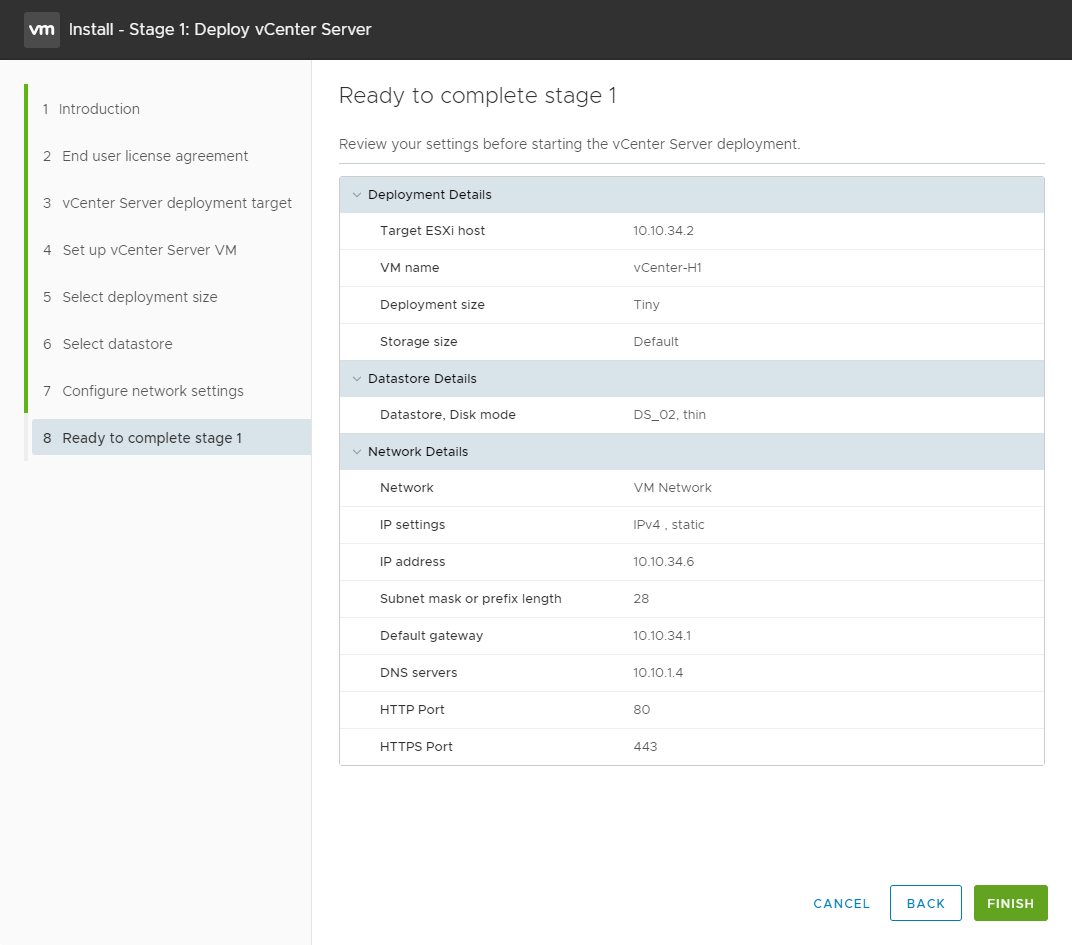 vm Install - Stage 1: Deploy vCenter Server
1 Introduction
2 End user license agreement
3 vCenter Server deployment target
4 Set up vCenter Server VM
5 Select deployment size
6 Select datastore
7 Configure network settings
8 Ready to complete stage 1
Ready to complete stage 1
Review your settings before starting the vCenter Server deployment.
Deployment Details
Target ESXi host 10.10.34.2
VM name vCenter-H1
Deployment size Tiny
Storage size Default
Datastore Details
Datastore, Disk mode DS_02, thin
Network Details
Network VM Network
IP settings IPv4 , static
IP address 10.10.34.6
Subnet mask or prefix length 28
Default gateway 10.10.34.1
DNS servers 10.10.1.4
HTTP Port 80
HTTPS Port 443
CANCEL BACK FINISH